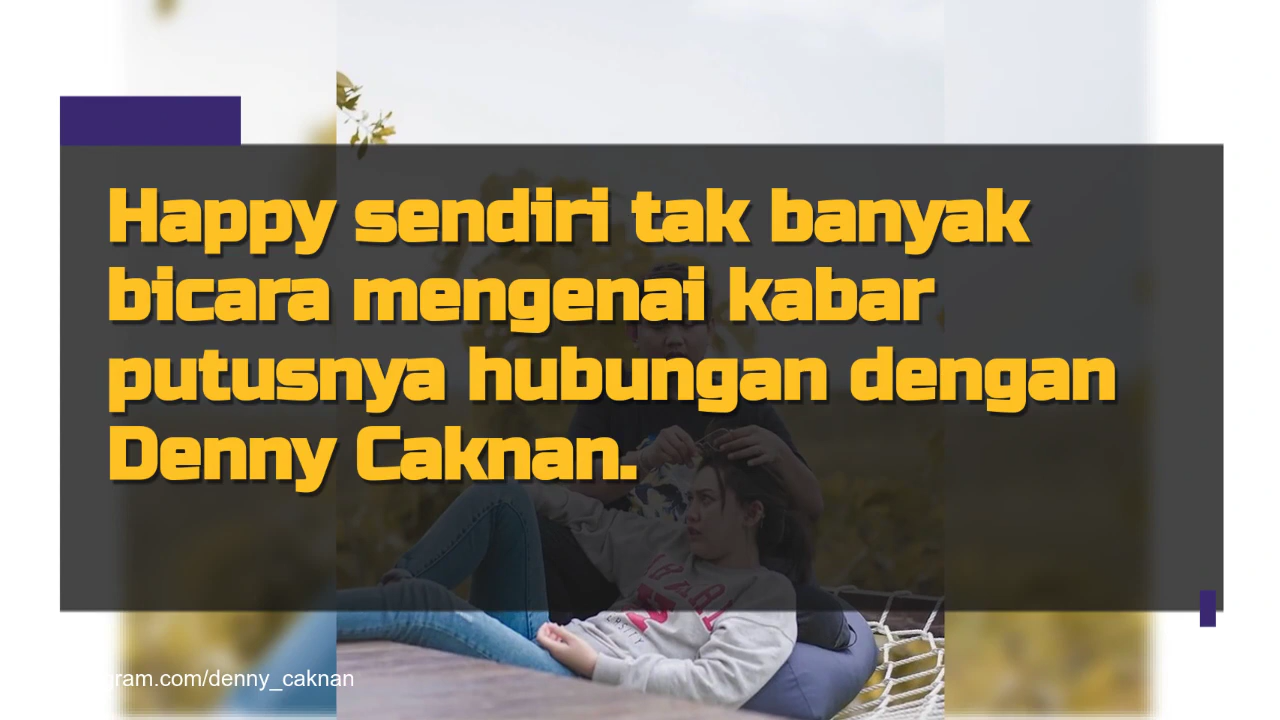 Happy sendiri tak banyak
bicara mengenai kabar
putusnya hubungan dengan
Denny Caknan.
gram.com/denny_caknan